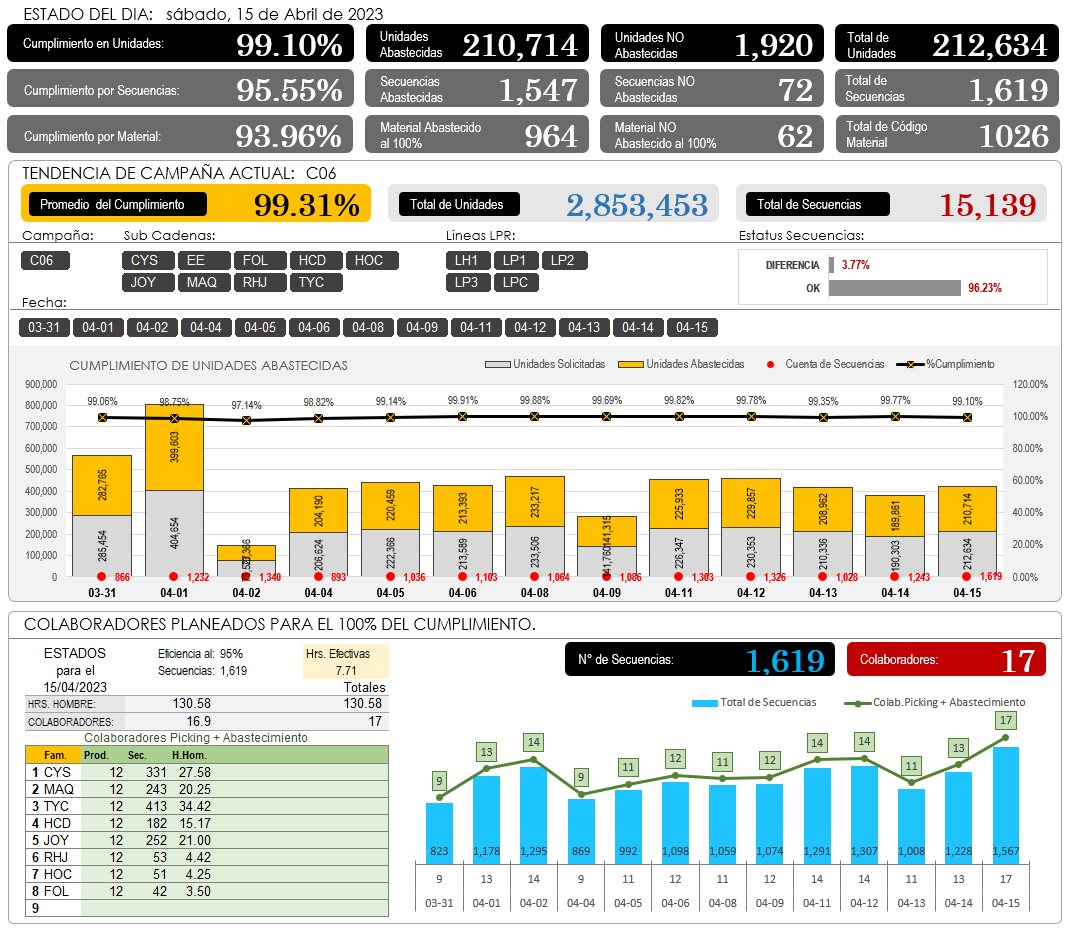 ESTADO DEL DIA: sábado, 15 de Abril de 2023
Cumplimiento en Unidades: 99.10%
Unidades Abastecidas 210,714
Unidades NO Abastecidas 1,920
Total de Unidades 212,634
Cumplimiento por Secuencias: 95.55%
Secuencias Abastecidas 1,547
Secuencias NO Abastecidas 72
Total de Secuencias 1,619
Cumplimiento por Material: 93.96%
Material Abastecido al 100% 964
Material NO Abastecido al 100% 62
Total de Código Material 1026
TENDENCIA DE CAMPAÑA ACTUAL: C06
Promedio del Cumplimiento 99.31%
Total de Unidades 2,853,453
Total de Secuencias 15,139
Campaña: Sub Cadenas: Lineas LPR: Estatus Secuencias:
C06 CYS EE FOL HCD HOC LH1 LP1 LP2
JOY MAQ RHJ TYC LP3 LPC
DIFERENCIA 3.77%
OK 96.23%
Fecha:
03-31 04-01 04-02 04-04 04-05 04-06 04-08 04-09 04-11 04-12 04-13 04-14 04-15
CUMPLIMIENTO DE UNIDADES ABASTECIDAS
Unidades Solicitadas Unidades Abastecidas Cuenta de Secuencias %Cumplimiento
900,000
800,000
700,000
600,000
500,000
400,000
300,000
200,000
100,000
0
120.00%
100.00%
80.00%
60.00%
40.00%
20.00%
0.00%
99.06% 98.75% 97.14% 98.82% 99.14% 99.91% 99.88% 99.69% 99.82% 99.78% 99.35% 99.77% 99.10%
282,765 399,603 204,190 220,459 213,393 233,217 141,315 225,933 229,857 208,962 189,861 210,714
285,454 404,654 206,624 222,366 213,589 233,506 141,760 226,347 230,353 210,336 190,303 212,634
866 1,232 1,340 893 1,036 1,103 1,064 1,086 1,303 1,326 1,028 1,243 1,619
03-31 04-01 04-02 04-04 04-05 04-06 04-08 04-09 04-11 04-12 04-13 04-14 04-15
COLABORADORES PLANEADOS PARA EL 100% DEL CUMPLIMIENTO.
ESTADOS para el 15/04/2023
Eficiencia al: 95%
Secuencias: 1,619
Hrs. Efectivas
7.71
Totales
HRS. HOMBRE: 130.58 130.58
COLABORADORES: 16.9 17
Colaboradores Picking + Abastecimiento
Fam. Prod. Sec. H.Hom.
1 CYS 12 331 27.58
2 MAQ 12 243 20.25
3 TYC 12 413 34.42
4 HCD 12 182 15.17
5 JOY 12 252 21.00
6 RHJ 12 53 4.42
7 HOC 12 51 4.25
8 FOL 12 42 3.50
9
N° de Secuencias: 1,619
Colaboradores: 17
Total de Secuencias Colab.Picking + Abastecimiento
9 13 14 9 11 12 11 12 14 14 11 13 17
823 1,178 1,295 869 992 1,098 1,059 1,074 1,291 1,307 1,008 1,228 1,567
9 13 14 9 11 12 11 12 14 14 11 13 17
03-31 04-01 04-02 04-04 04-05 04-06 04-08 04-09 04-11 04-12 04-13 04-14 04-15